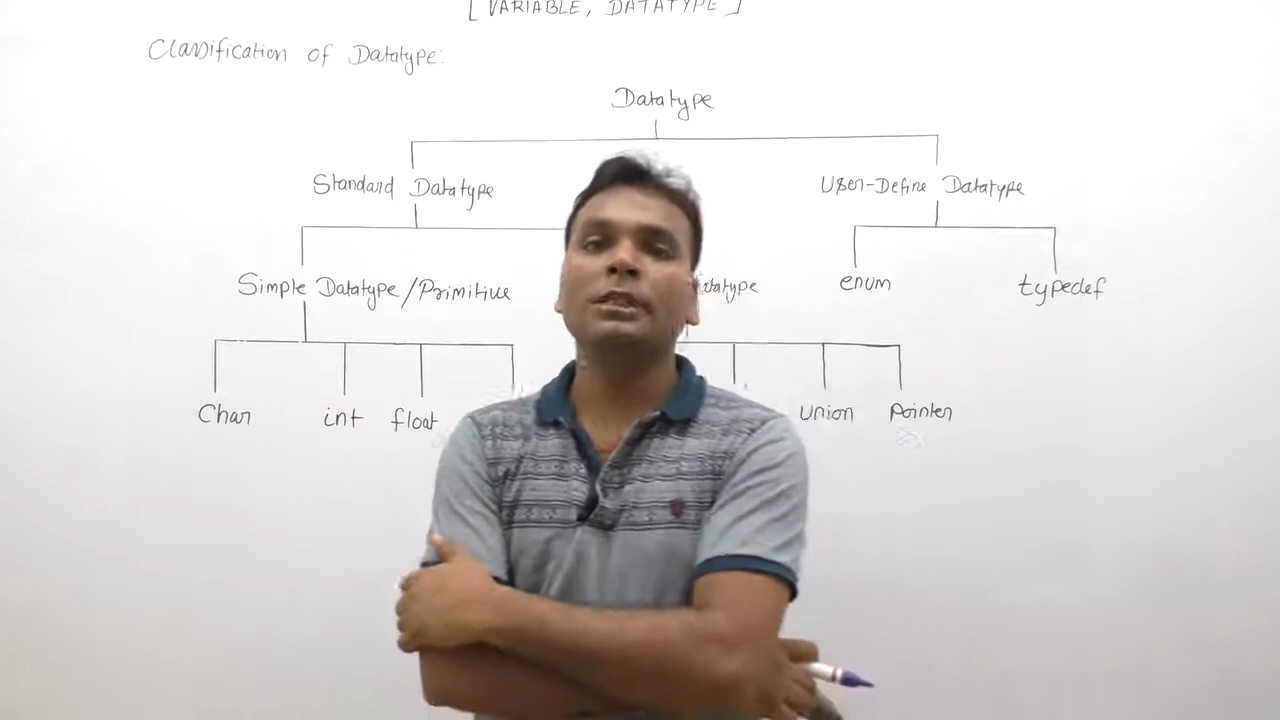 [ VARIABLE, DATATYPE ]
Classification of Datatype:
Datatype
Standard Datatype User-Define Datatype
Simple Datatype/Primitive enum typedef
Char int float Union Pointer